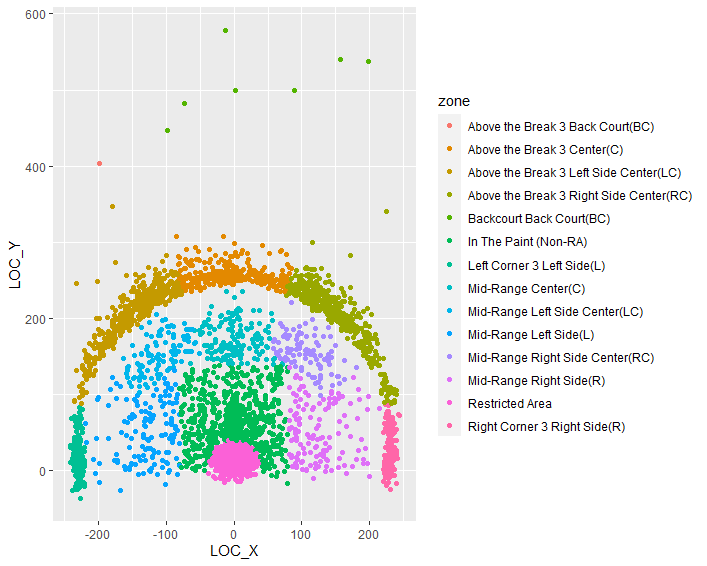 600
400
200
0
LOC_Y
-200
-100
0
100
200
LOC_X
zone
Above the Break 3 Back Court(BC)
Above the Break 3 Center(C)
Above the Break 3 Left Side Center(LC)
Above the Break 3 Right Side Center(RC)
Backcourt Back Court(BC)
In The Paint (Non-RA)
Left Corner 3 Left Side(L)
Mid-Range Center(C)
Mid-Range Left Side Center(LC)
Mid-Range Left Side(L)
Mid-Range Right Side Center(RC)
Mid-Range Right Side(R)
Restricted Area
Right Corner 3 Right Side(R)